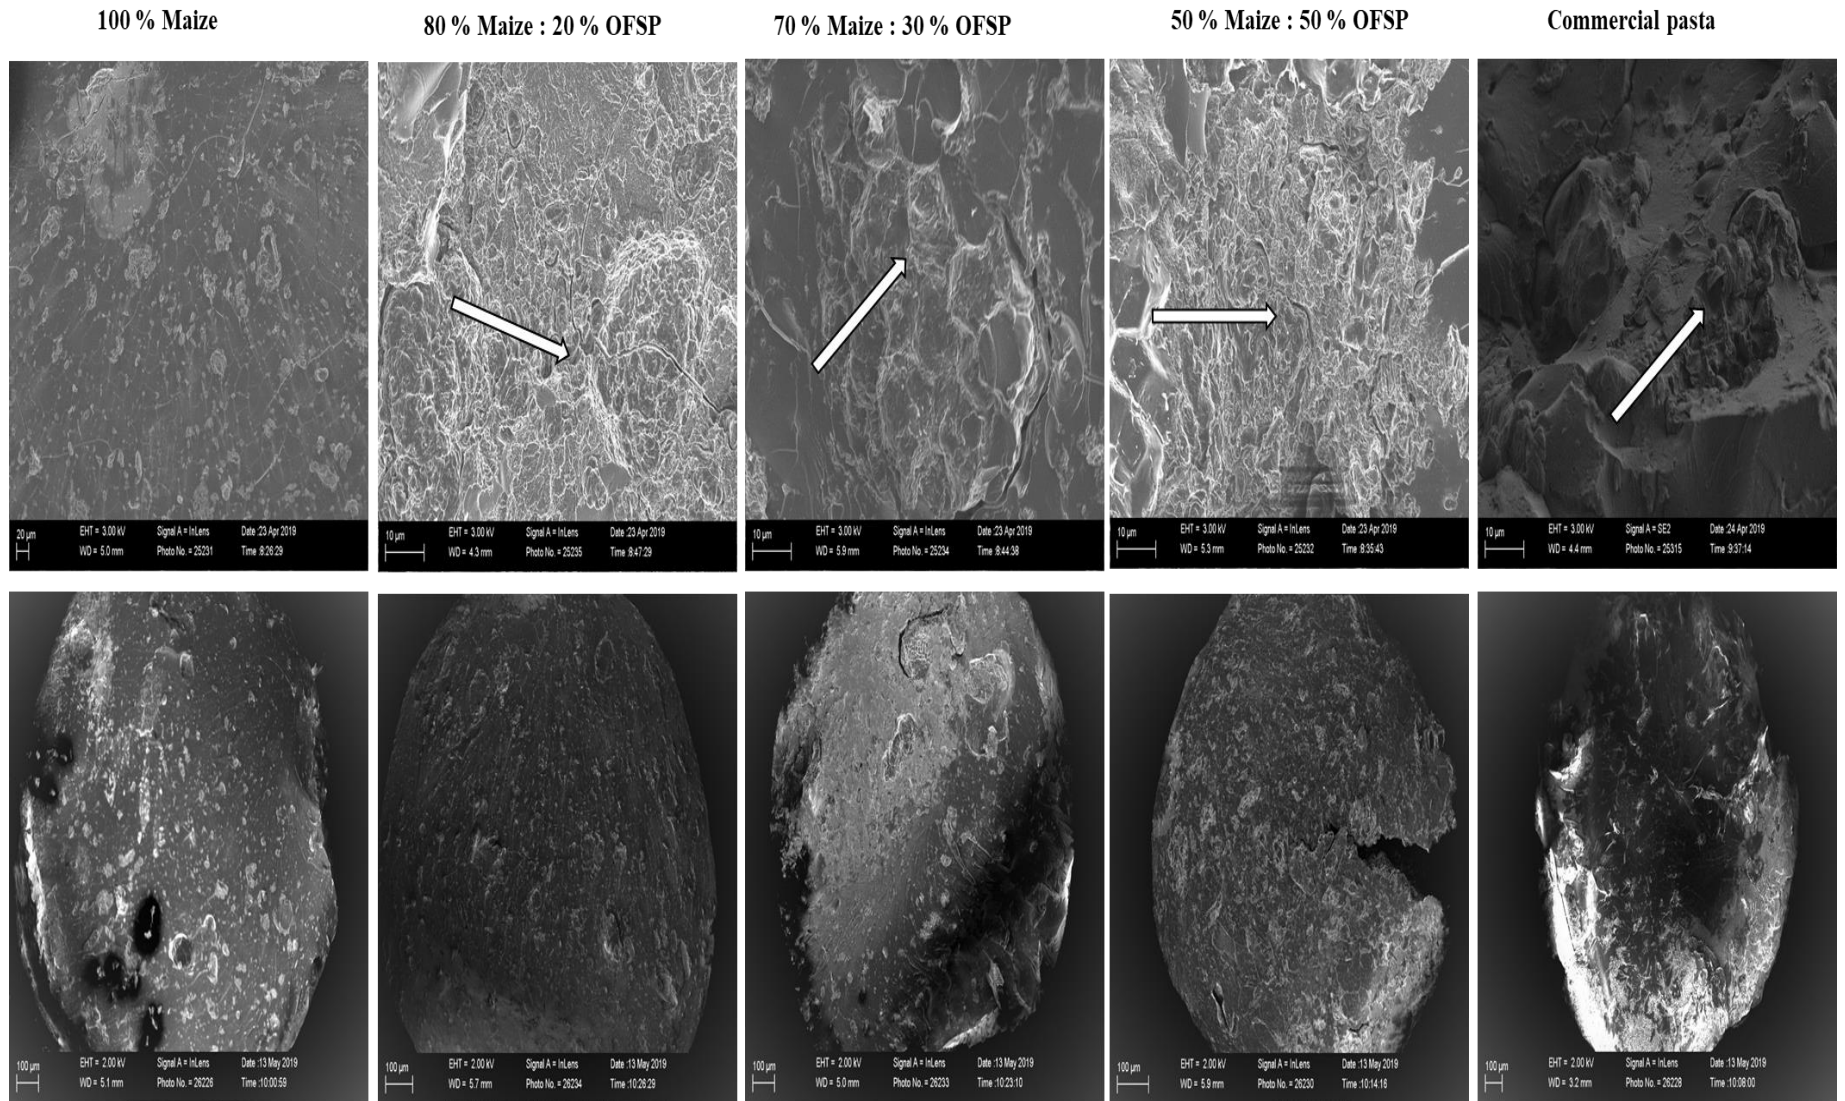 100 % Maize
80 % Maize : 20 % OFSP
70 % Maize : 30 % OFSP
50 % Maize : 50 % OFSP
Commercial pasta
20 µm
EHT = 3.00 kV Signal A = InLens Date :23 Apr 2019
WD = 5.0 mm Photo No. = 25231 Time :8:26:29
10 µm
EHT = 3.00 kV Signal A = InLens Date :23 Apr 2019
WD = 4.3 mm Photo No. = 25235 Time :8:47:29
10 µm
EHT = 3.00 kV Signal A = InLens Date :23 Apr 2019
WD = 5.9 mm Photo No. = 25234 Time :8:44:38
10 µm
EHT = 3.00 kV Signal A = InLens Date :23 Apr 2019
WD = 5.3 mm Photo No. = 25232 Time :8:35:43
10 µm
EHT = 3.00 kV Signal A = SE2 Date :24 Apr 2019
WD = 4.4 mm Photo No. = 25315 Time :9:37:14
100 µm
EHT = 2.00 kV Signal A = InLens Date :13 May 2019
WD = 5.1 mm Photo No. = 26226 Time :10:00:59
100 µm
EHT = 2.00 kV Signal A = InLens Date :13 May 2019
WD = 5.7 mm Photo No. = 26234 Time :10:26:29
100 µm
EHT = 2.00 kV Signal A = InLens Date :13 May 2019
WD = 5.0 mm Photo No. = 26233 Time :10:23:10
100 µm
EHT = 2.00 kV Signal A = InLens Date :13 May 2019
WD = 5.9 mm Photo No. = 26230 Time :10:14:16
100 µm
EHT = 2.00 kV Signal A = InLens Date :13 May 2019
WD = 3.2 mm Photo No. = 26228 Time :10:08:00